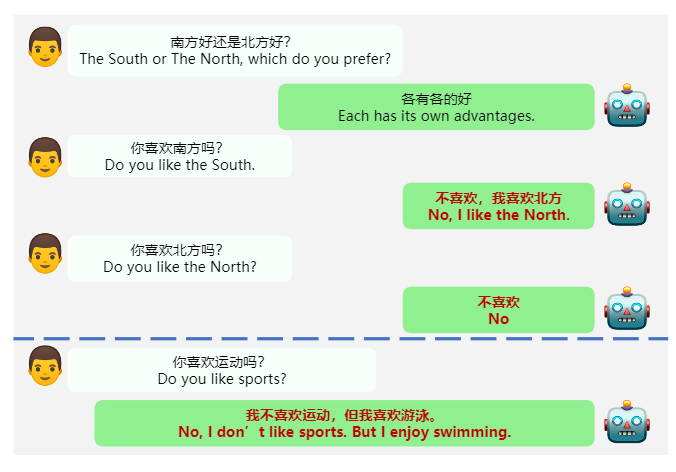 南方好还是北方好?
The South or The North, which do you prefer?
各有各的好
Each has its own advantages.
你喜欢南方吗?
Do you like the South.
不喜欢，我喜欢北方
No, I like the North.
你喜欢北方吗?
Do you like the North?
不喜欢
No
你喜欢运动吗?
Do you like sports?
我不喜欢运动，但我喜欢游泳。
No, I don’t like sports. But I enjoy swimming.